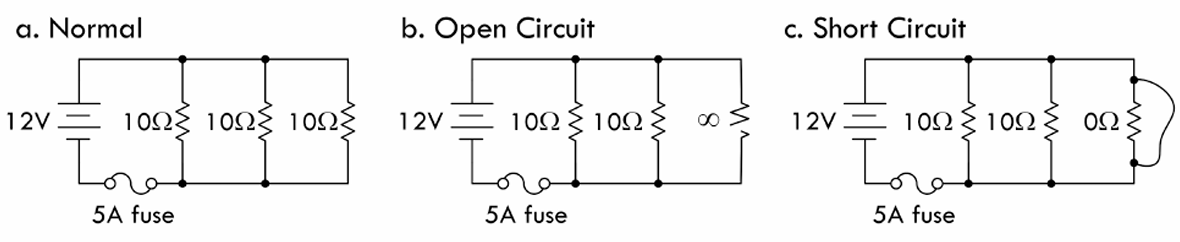 a. Normal
b. Open Circuit
c. Short Circuit
12V 10Ω 10Ω 10Ω
12V 10Ω 10Ω ∞
12V 10Ω 10Ω 0Ω
5A fuse
5A fuse
5A fuse